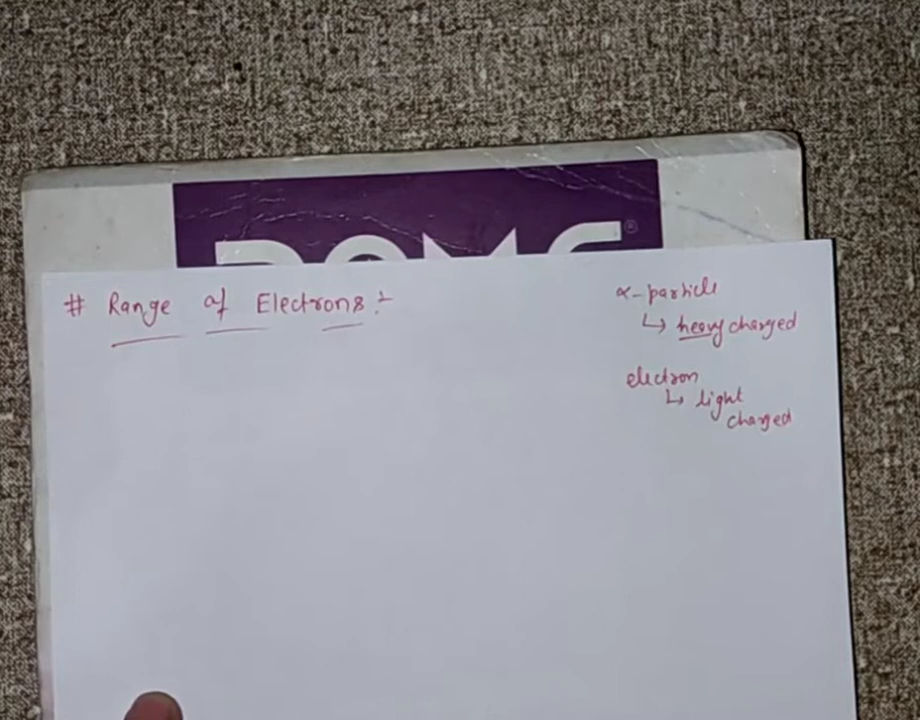 # Range of Electrons :-
α-particle
↳ heavy charged
electron
↳ light
charged